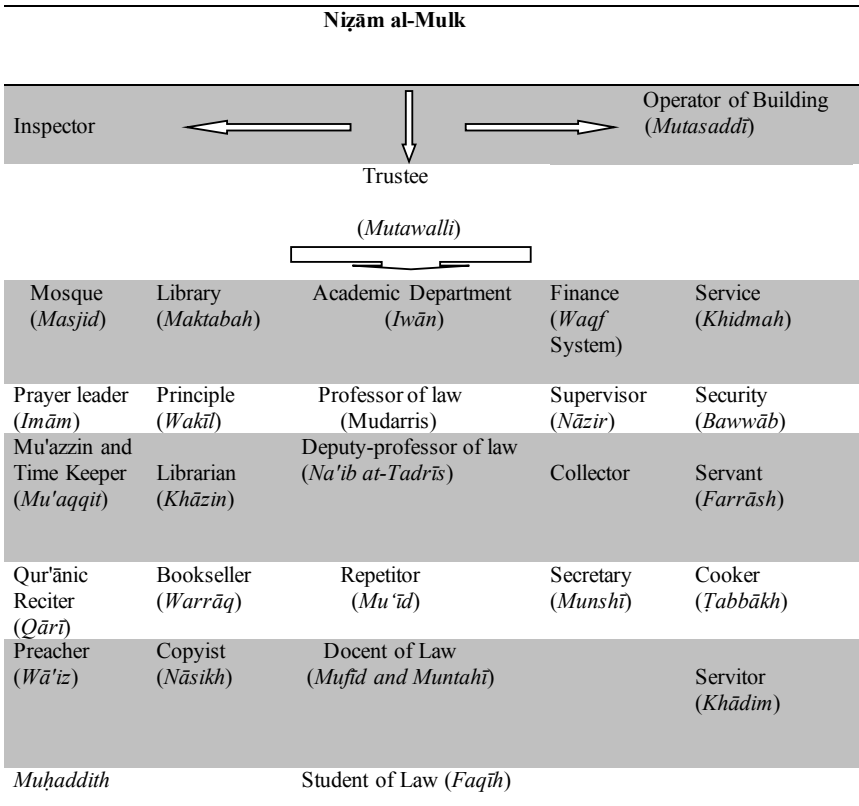 Niẓām al-Mulk
Inspector
Operator of Building
(Mutasaddī)
Trustee
(Mutawalli)
Mosque
(Masjid)
Library
(Maktabah)
Academic Department
(Iwān)
Finance
(Waqf
System)
Service
(Khidmah)
Prayer leader
(Imām)
Principle
(Wakīl)
Professor of law
(Mudarris)
Supervisor
(Nāzir)
Security
(Bawwāb)
Mu'azzin and
Time Keeper
(Mu'aqqit)
Librarian
(Khāzin)
Deputy-professor of law
(Na'ib at-Tadrīs)
Collector
Servant
(Farrāsh)
Qur'ānic
Reciter
(Qārī)
Bookseller
(Warrāq)
Repetitor
(Mu‘īd)
Secretary
(Munshī)
Cooker
(Ṭabbākh)
Preacher
(Wā'iz)
Copyist
(Nāsikh)
Docent of Law
(Mufīd and Muntahī)
Servitor
(Khādim)
Muḥaddith
Student of Law (Faqīh)